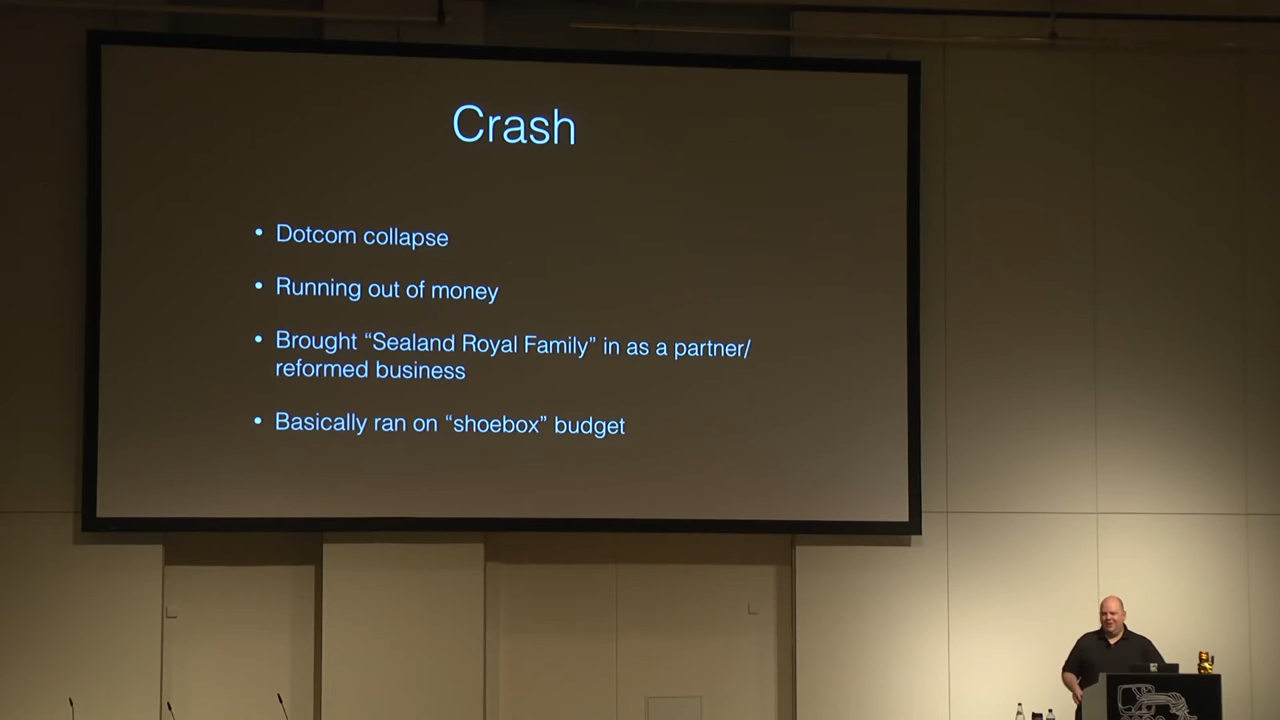 Crash
• Dotcom collapse
• Running out of money
• Brought “Sealand Royal Family” in as a partner/
reformed business
• Basically ran on “shoebox” budget